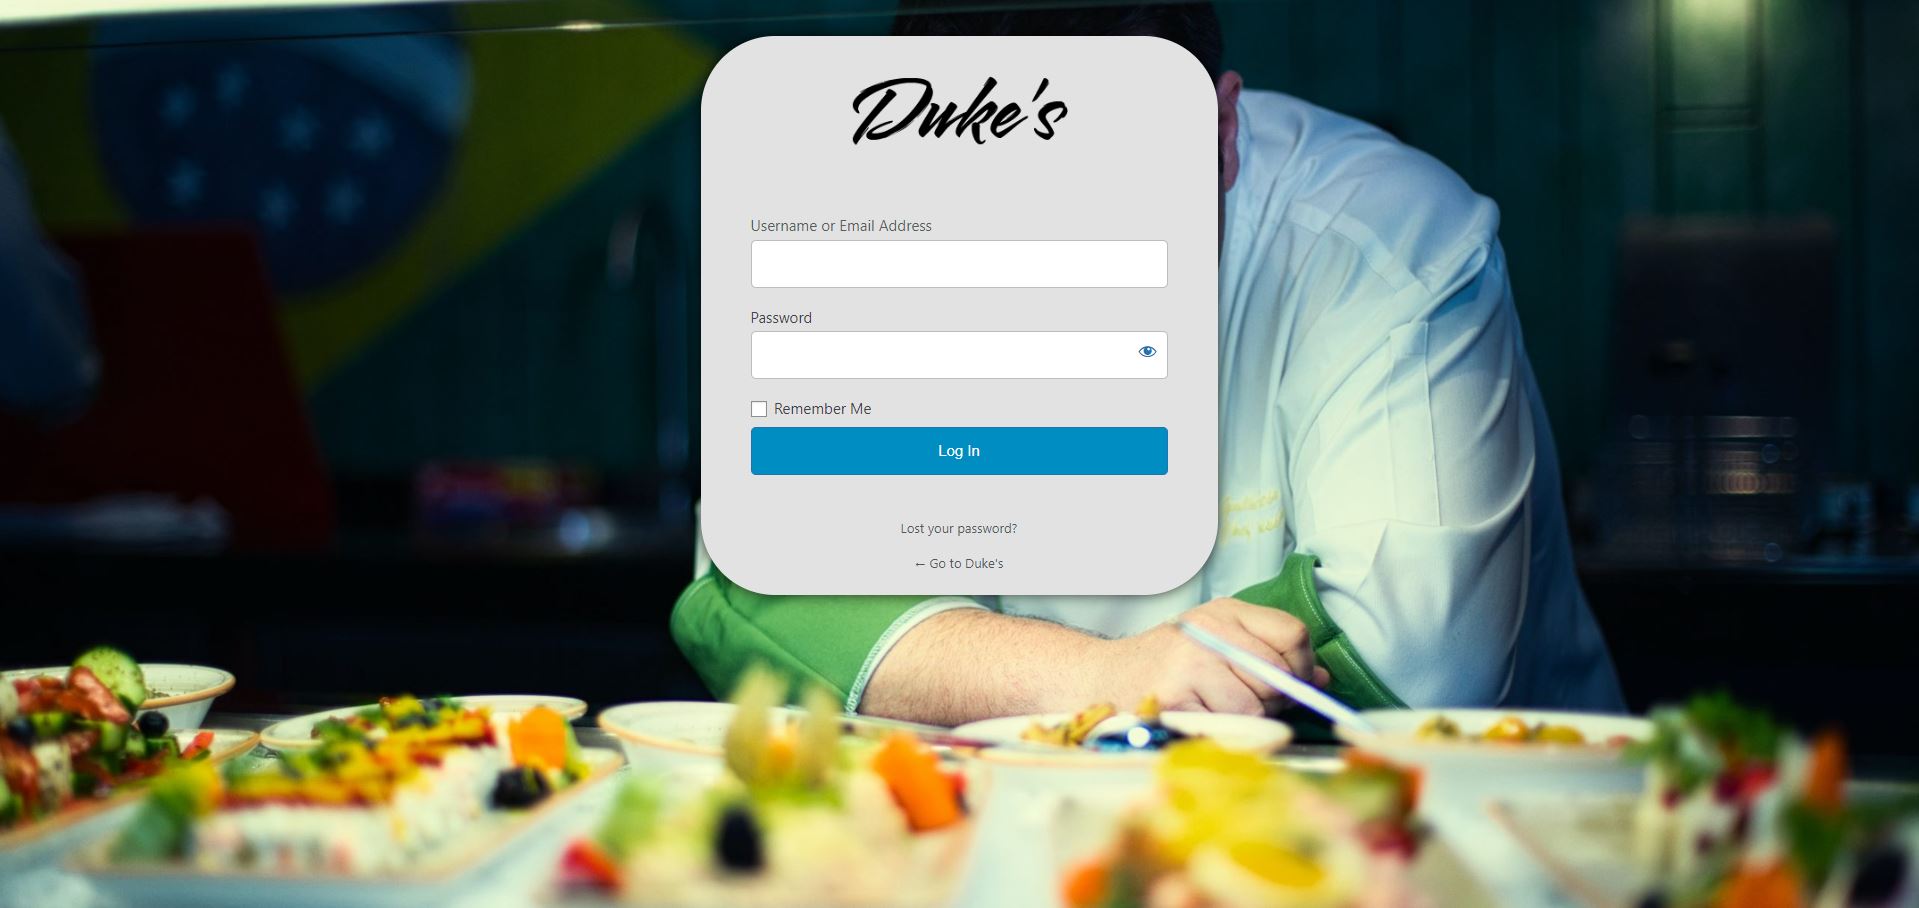 Duke's
Username or Email Address
Password
Remember Me
Log In
Lost your password?
← Go to Duke's